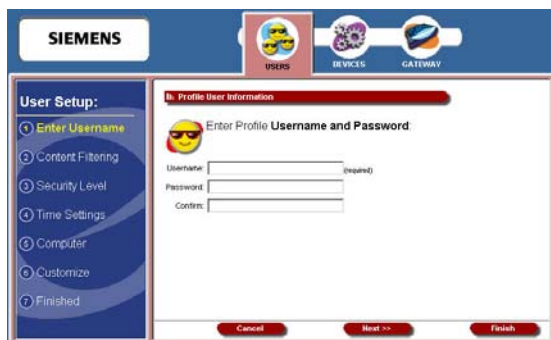 SIEMENS
USERS
DEVICES
GATEWAY
User Setup:
1 Enter Username
2 Content Filtering
3 Security Level
4 Time Settings
5 Computer
6 Customize
7 Finished
Profile User Information
Enter Profile Username and Password:
Username: (required)
Password:
Confirm:
Cancel
Next >>
Finish